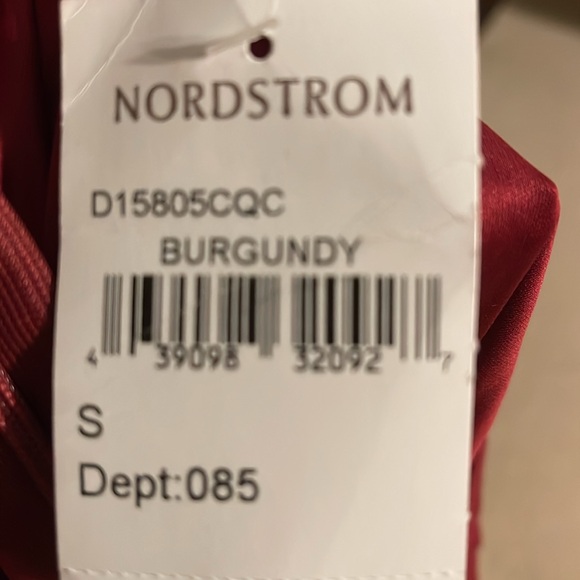 NORDSTROM
D15805CQC
BURGUNDY
4 39098 32092 7
S
Dept:085